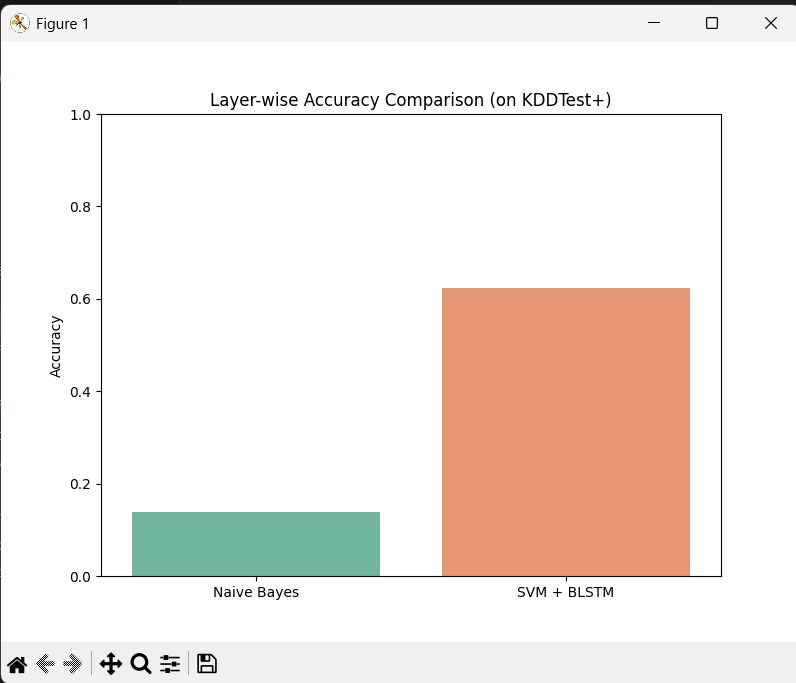 Figure 1
Layer-wise Accuracy Comparison (on KDDTest+)
1.0
0.8
0.6
0.4
0.2
0.0
Accuracy
Naive Bayes
SVM + BLSTM